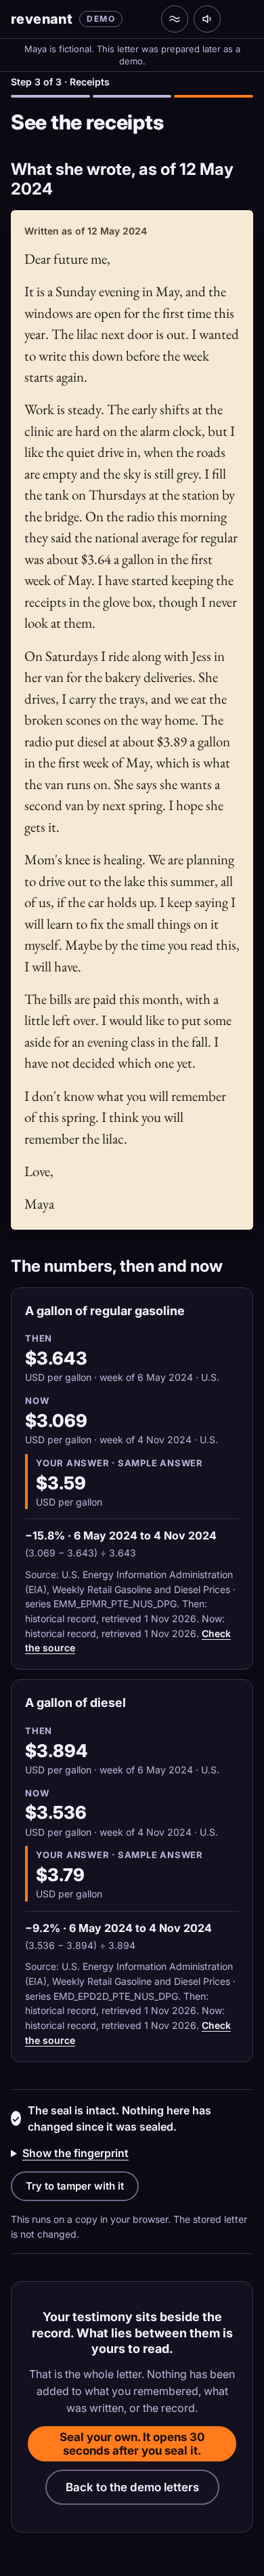 revenant DEMO
Maya is fictional. This letter was prepared later as a
demo.
Step 3 of 3 · Receipts
See the receipts
What she wrote, as of 12 May
2024
Written as of 12 May 2024
Dear future me,
It is a Sunday evening in May, and the
windows are open for the first time this
year. The lilac next door is out. I wanted
to write this down before the week
starts again.
Work is steady. The early shifts at the
clinic are hard on the alarm clock, but I
like the quiet drive in, when the roads
are empty and the sky is still grey. I fill
the tank on Thursdays at the station by
the bridge. On the radio this morning
they said the national average for regular
was about $3.64 a gallon in the first
week of May. I have started keeping the
receipts in the glove box, though I never
look at them.
On Saturdays I ride along with Jess in
her van for the bakery deliveries. She
drives, I carry the trays, and we eat the
broken scones on the way home. The
radio put diesel at about $3.89 a gallon
in the first week of May, which is what
the van runs on. She says she wants a
second van by next spring. I hope she
gets it.
Mom's knee is healing. We are planning
to drive out to the lake this summer, all
of us, if the car holds up. I keep saying I
will learn to fix the small things on it
myself. Maybe by the time you read this,
I will have.
The bills are paid this month, with a
little left over. I would like to put some
aside for an evening class in the fall. I
have not decided which one yet.
I don't know what you will remember
of this spring. I think you will
remember the lilac.
Love,
Maya
The numbers, then and now
A gallon of regular gasoline
THEN
$3.643
USD per gallon · week of 6 May 2024 · U.S.
NOW
$3.069
USD per gallon · week of 4 Nov 2024 · U.S.
YOUR ANSWER · SAMPLE ANSWER
$3.59
USD per gallon
−15.8% · 6 May 2024 to 4 Nov 2024
(3.069 − 3.643) ÷ 3.643
Source: U.S. Energy Information Administration
(EIA), Weekly Retail Gasoline and Diesel Prices ·
series EMM_EPMR_PTE_NUS_DPG. Then:
historical record, retrieved 1 Nov 2026. Now:
historical record, retrieved 1 Nov 2026. Check
the source
A gallon of diesel
THEN
$3.894
USD per gallon · week of 6 May 2024 · U.S.
NOW
$3.536
USD per gallon · week of 4 Nov 2024 · U.S.
YOUR ANSWER · SAMPLE ANSWER
$3.79
USD per gallon
−9.2% · 6 May 2024 to 4 Nov 2024
(3.536 − 3.894) ÷ 3.894
Source: U.S. Energy Information Administration
(EIA), Weekly Retail Gasoline and Diesel Prices ·
series EMD_EPD2D_PTE_NUS_DPG. Then:
historical record, retrieved 1 Nov 2026. Now:
historical record, retrieved 1 Nov 2026. Check
the source
The seal is intact. Nothing here has
changed since it was sealed.
Show the fingerprint
Try to tamper with it
This runs on a copy in your browser. The stored letter
is not changed.
Your testimony sits beside the
record. What lies between them is
yours to read.
That is the whole letter. Nothing has been
added to what you remembered, what
was written, or the record.
Seal your own. It opens 30
seconds after you seal it.
Back to the demo letters